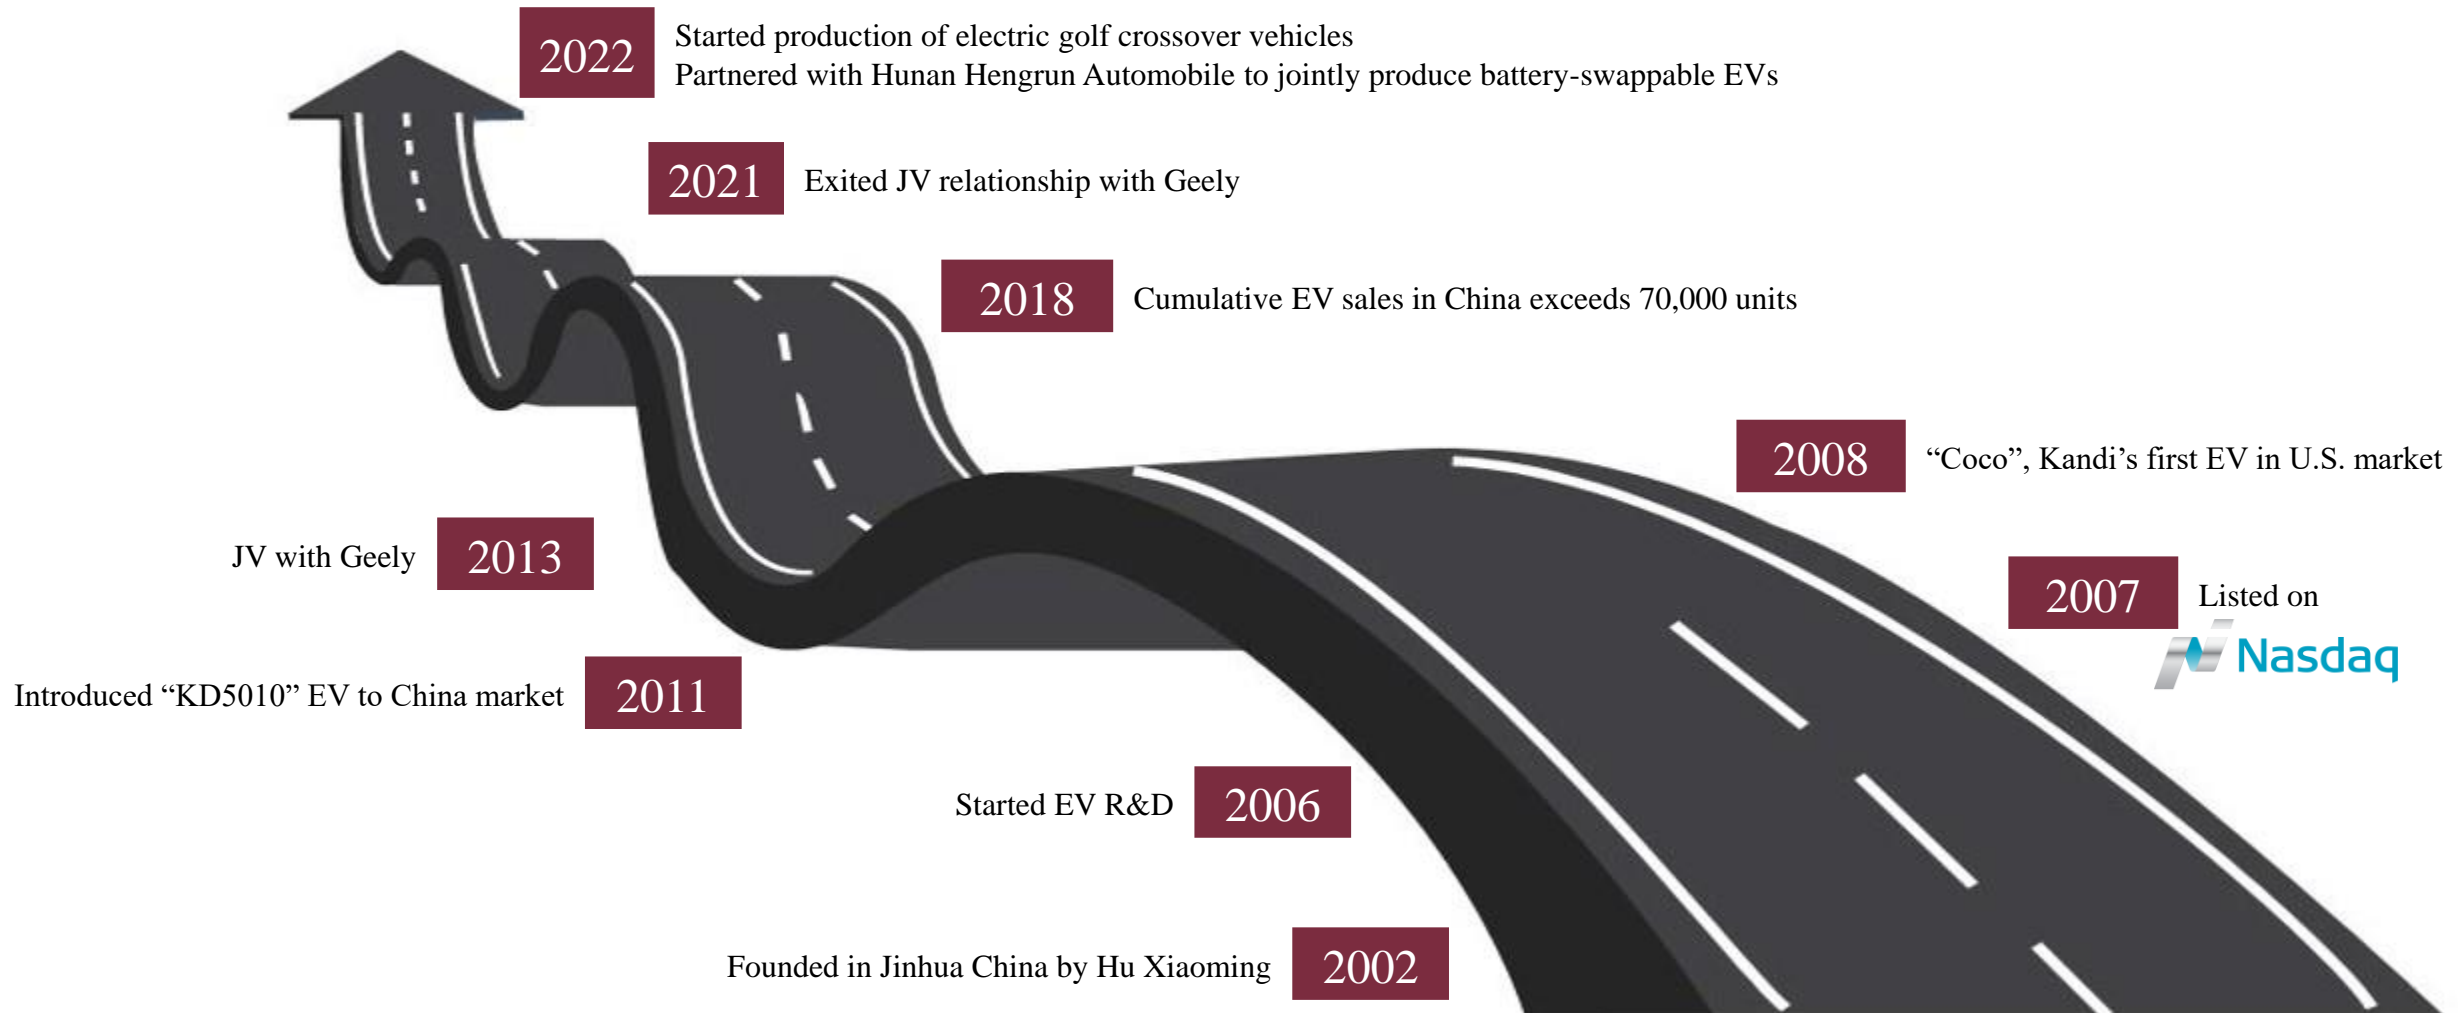 2022
Started production of electric golf crossover vehicles
Partnered with Hunan Hengrun Automobile to jointly produce battery-swappable EVs
2021
Exited JV relationship with Geely
2018
Cumulative EV sales in China exceeds 70,000 units
2008
“Coco”, Kandi’s first EV in U.S. market
JV with Geely
2013
2007
Listed on
Nasdaq
Introduced “KD5010” EV to China market
2011
Started EV R&D
2006
Founded in Jinhua China by Hu Xiaoming
2002